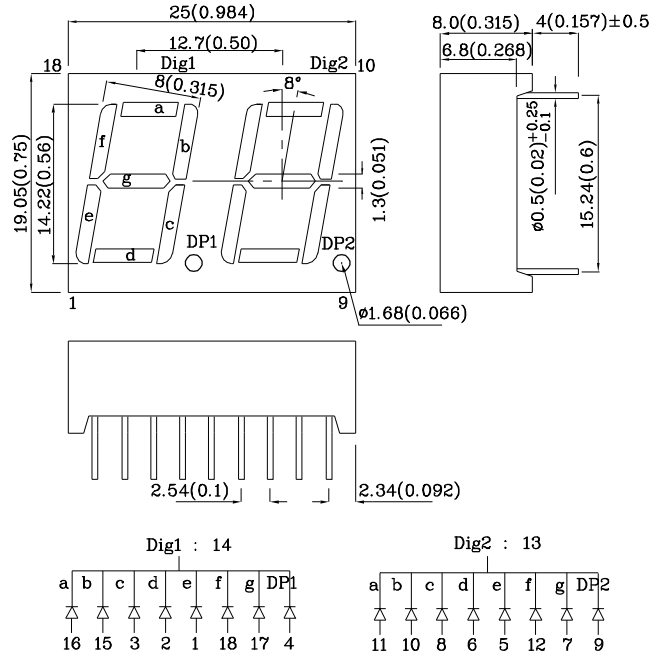 25(0.984)
8.0(0.315)
4(0.157)±0.5
12.7(0.50)
6.8(0.268)
18
Dig1
Dig2
10
8(0.315)
8°
a
f
b
g
e
c
d
DP1
DP2
19.05(0.75)
14.22(0.56)
1.3(0.051)
ø0.5(0.02)+0.25 -0.1
15.24(0.6)
1
9
ø1.68(0.066)
2.54(0.1)
2.34(0.092)
Dig1 : 14
a b c d e f g DP1
16 15 3 2 1 18 17 4
Dig2 : 13
a b c d e f g DP2
11 10 8 6 5 12 7 9